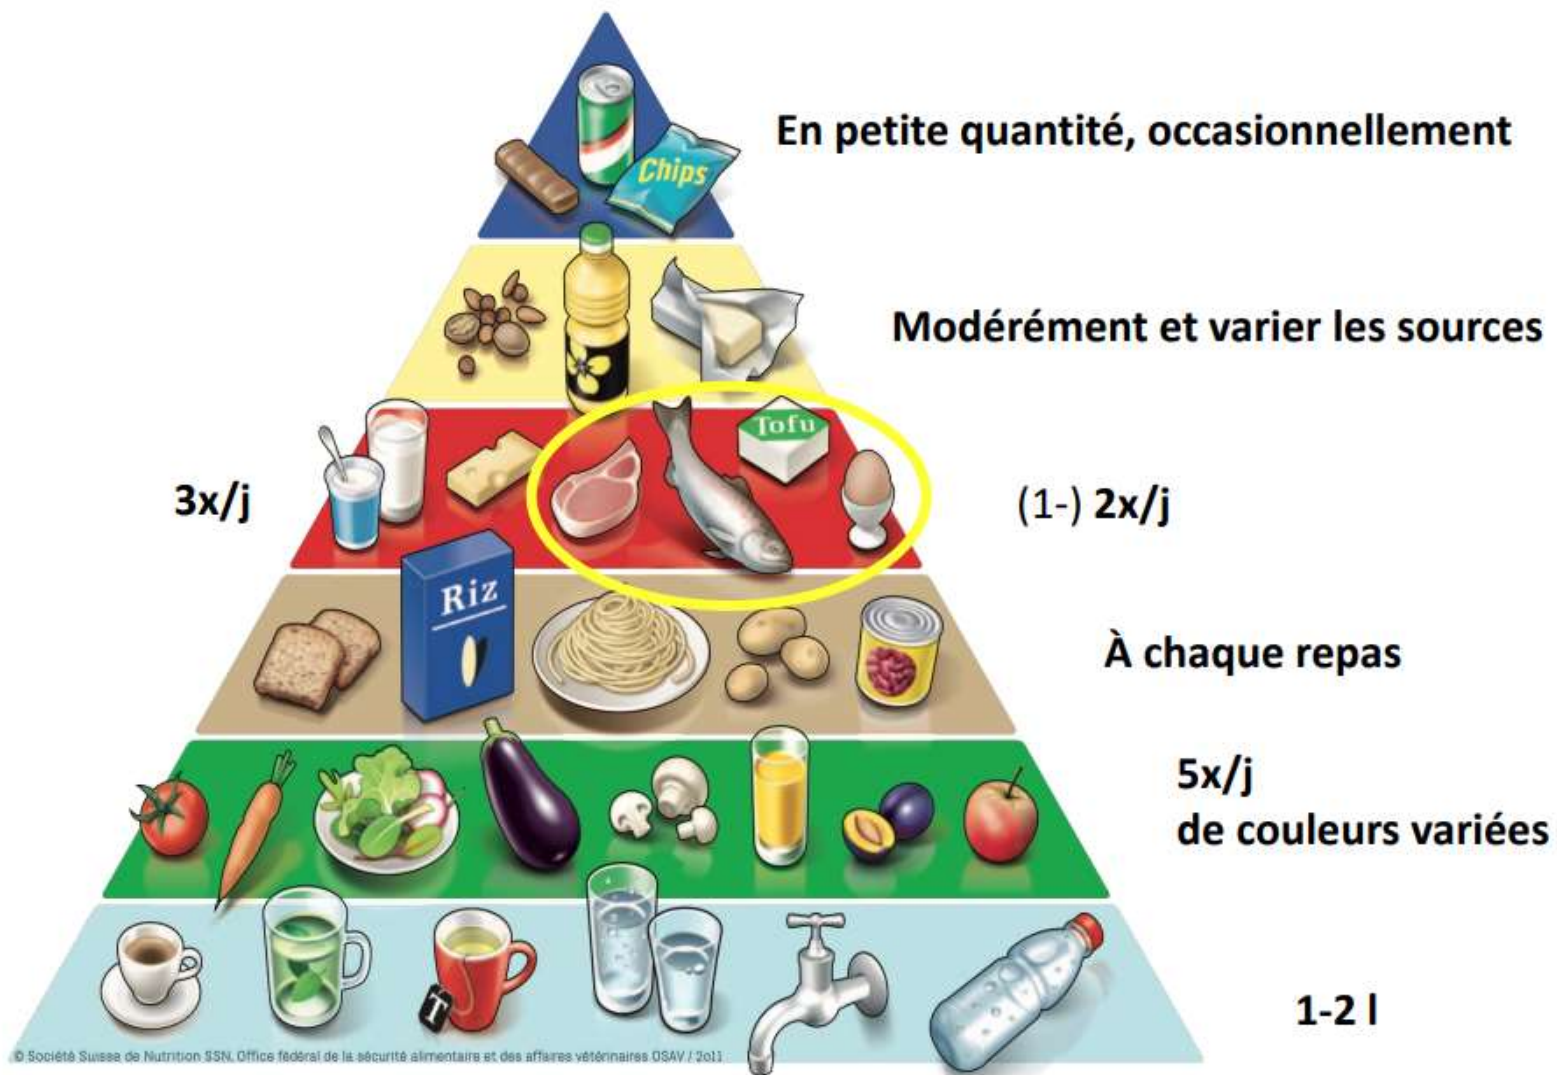 En petite quantité, occasionnellement
Chips
Modérément et varier les sources
Tofu
3x/j
(1-) 2x/j
Riz
À chaque repas
5x/j
de couleurs variées
T
1-2 l
© Société Suisse de Nutrition SSN, Office fédéral de la sécurité alimentaire et des affaires vétérinaires OSAV / 2011